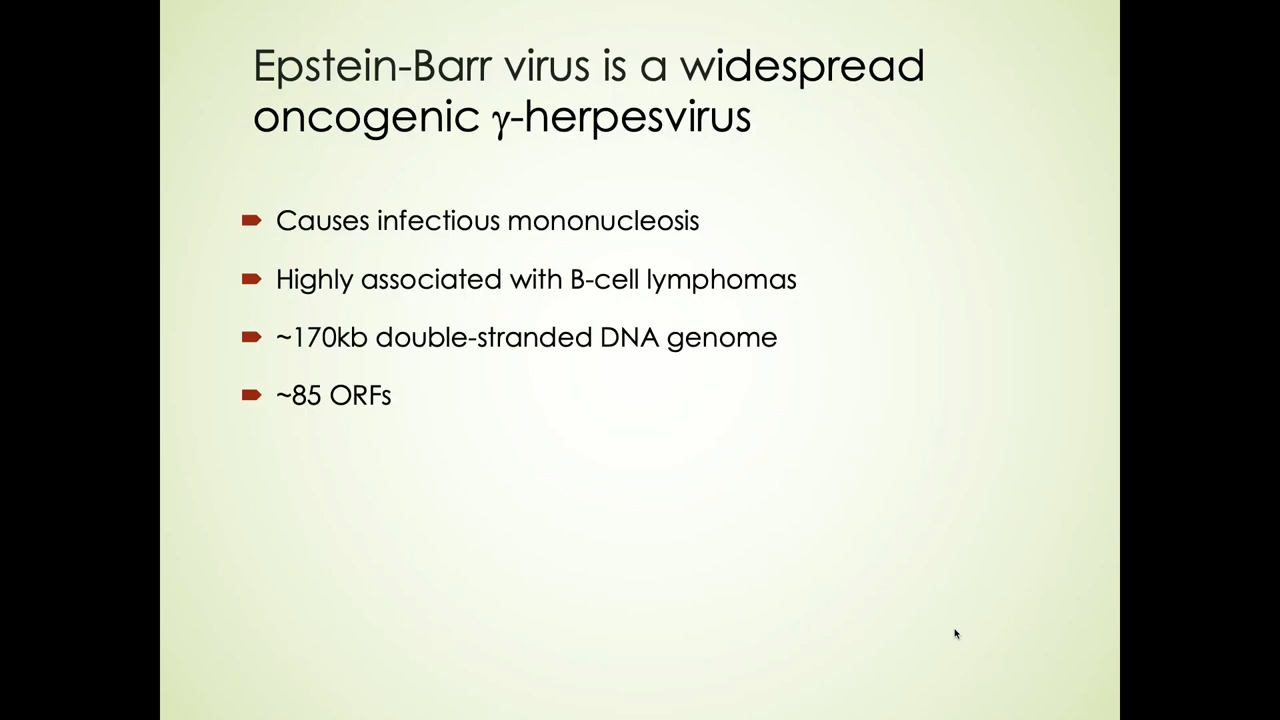 Epstein-Barr virus is a widespread
oncogenic γ-herpesvirus
Causes infectious mononucleosis
Highly associated with B-cell lymphomas
~170kb double-stranded DNA genome
~85 ORFs